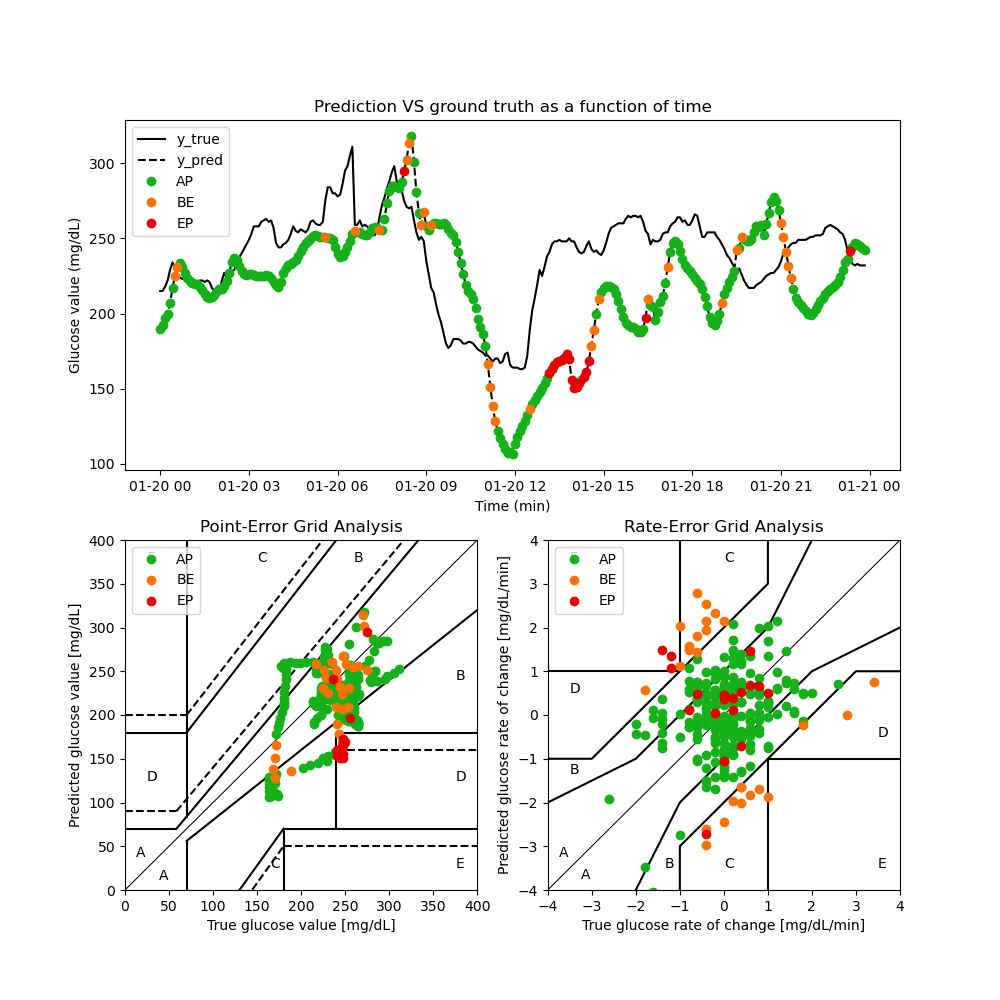 Prediction VS ground truth as a function of time
Glucose value (mg/dL)
300
250
200
150
100
y_true
y_pred
AP
BE
EP
01-20 00 01-20 03 01-20 06 01-20 09 01-20 12 01-20 15 01-20 18 01-20 21 01-21 00
Time (min)
Point-Error Grid Analysis
Predicted glucose value [mg/dL]
400
350
300
250
200
150
100
50
0
AP
BE
EP
C
B
B
D
D
A
A
C
E
0 50 100 150 200 250 300 350 400
True glucose value [mg/dL]
Rate-Error Grid Analysis
Predicted glucose rate of change [mg/dL/min]
4
3
2
1
0
−1
−2
−3
−4
AP
BE
EP
C
D
D
B
A
A
B
C
E
−4 −3 −2 −1 0 1 2 3 4
True glucose rate of change [mg/dL/min]